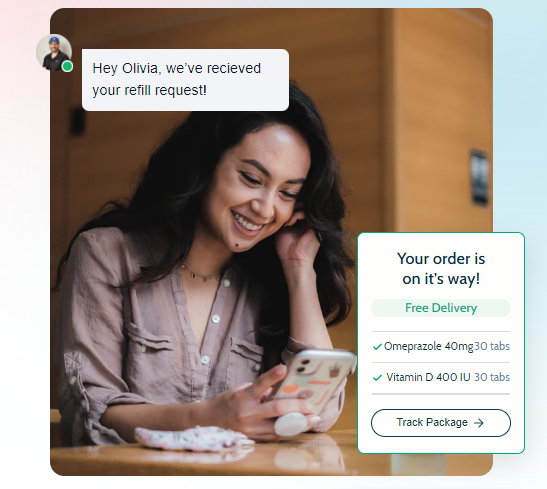 Hey Olivia, we've recieved
your refill request!
Your order is
on it's way!
Free Delivery
Omeprazole 40mg 30 tabs
Vitamin D 400 IU 30 tabs
Track Package →